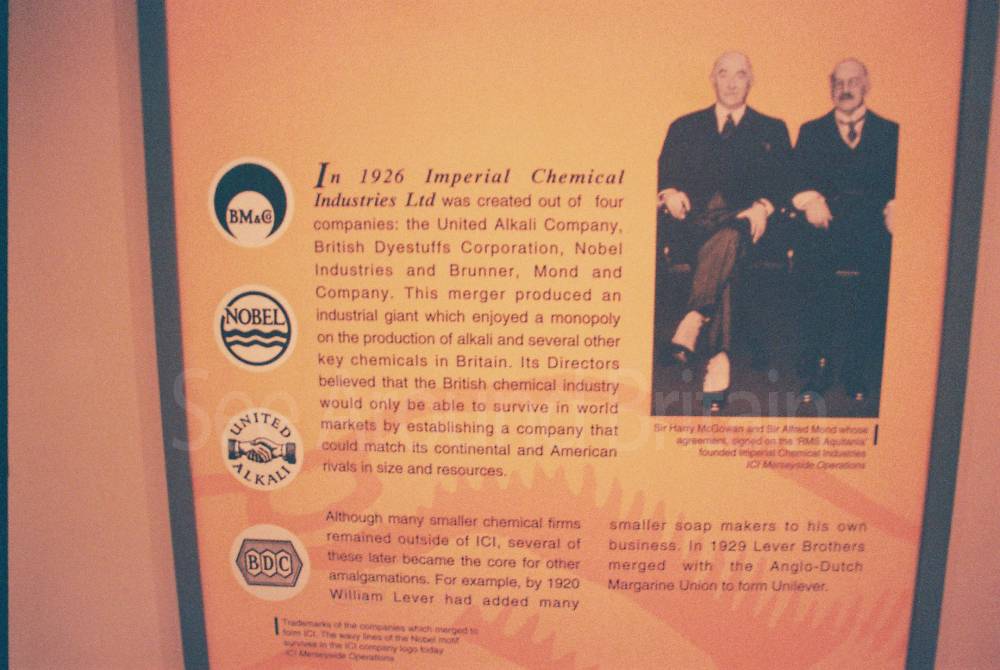 BM&Co
NOBEL
UNITED
ALKALI
BDC
In 1926 Imperial Chemical
Industries Ltd was created out of four
companies: the United Alkali Company,
British Dyestuffs Corporation, Nobel
Industries and Brunner, Mond and
Company. This merger produced an
industrial giant which enjoyed a monopoly
on the production of alkali and several other
key chemicals in Britain. Its Directors
believed that the British chemical industry
would only be able to survive in world
markets by establishing a company that
could match its continental and American
rivals in size and resources.
Sir Harry McGowan and Sir Alfred Mond whose
agreement, signed on the 'RMS Aquitania'
founded Imperial Chemical Industries
ICI Merseyside Operations
Although many smaller chemical firms
remained outside of ICI, several of
these later became the core for other
amalgamations. For example, by 1920
William Lever had added many
smaller soap makers to his own
business. In 1929 Lever Brothers
merged with the Anglo-Dutch
Margarine Union to form Unilever.
Trademarks of the companies which merged to
form ICI. The wavy lines of the Nobel motif
survives in the ICI company logo today
ICI Merseyside Operations
See Around Britain